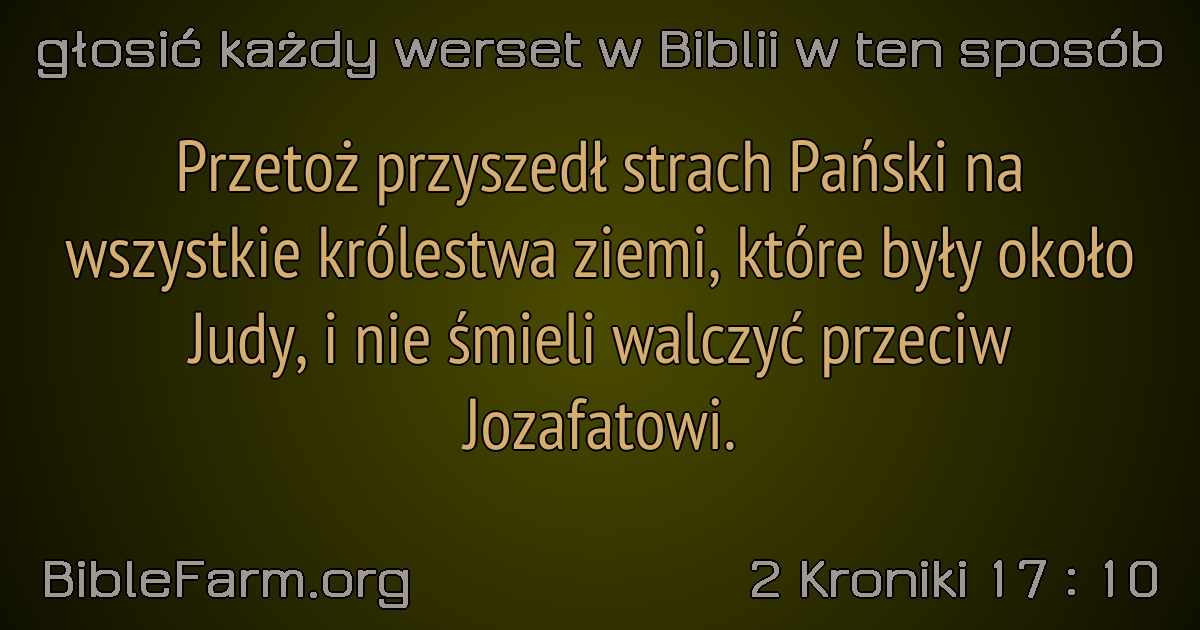 głosić każdy werset w Biblii w ten sposób
Przetoż przyszedł strach Pański na
wszystkie królestwa ziemi, które były około
Judy, i nie śmieli walczyć przeciw
Jozafatowi.
BibleFarm.org
2 Kroniki 17 : 10